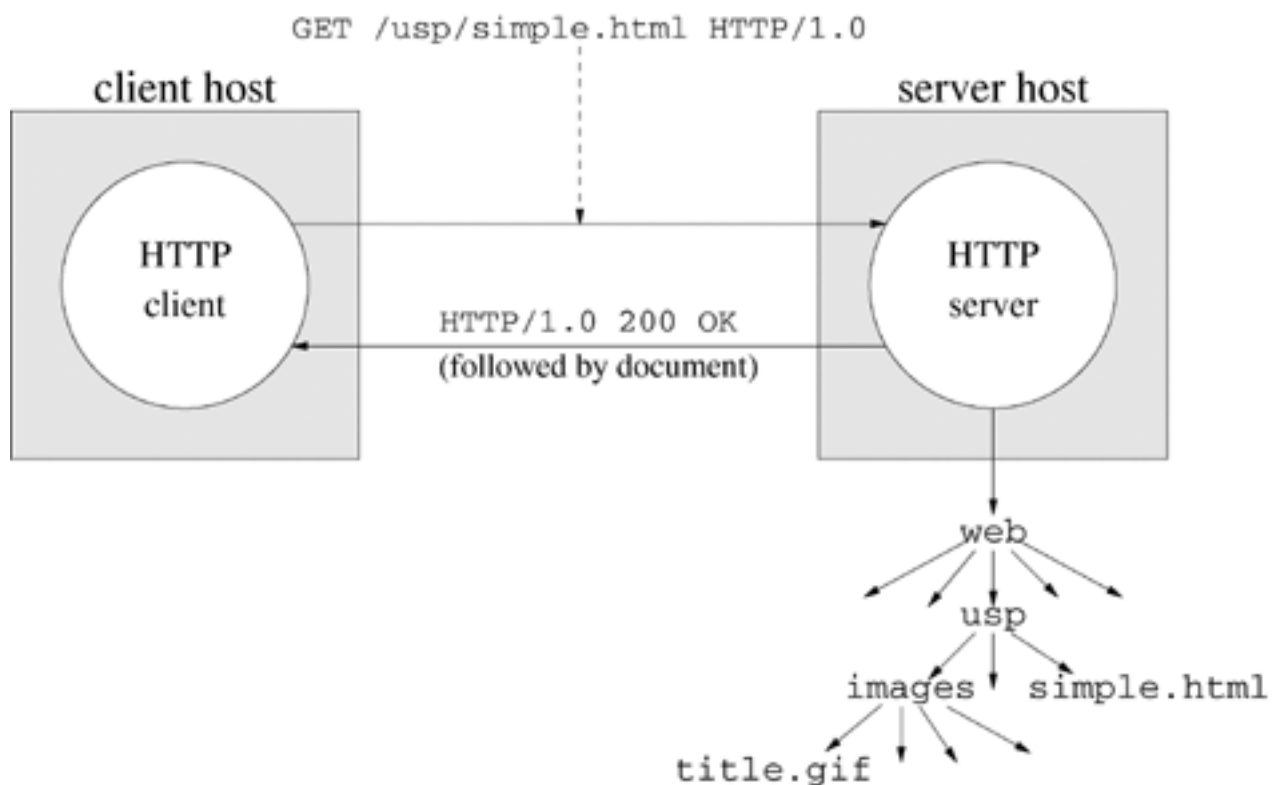 GET /usp/simple.html HTTP/1.0
client host
server host
HTTP
client
HTTP
server
HTTP/1.0 200 OK
(followed by document)
web
usp
images
simple.html
title.gif